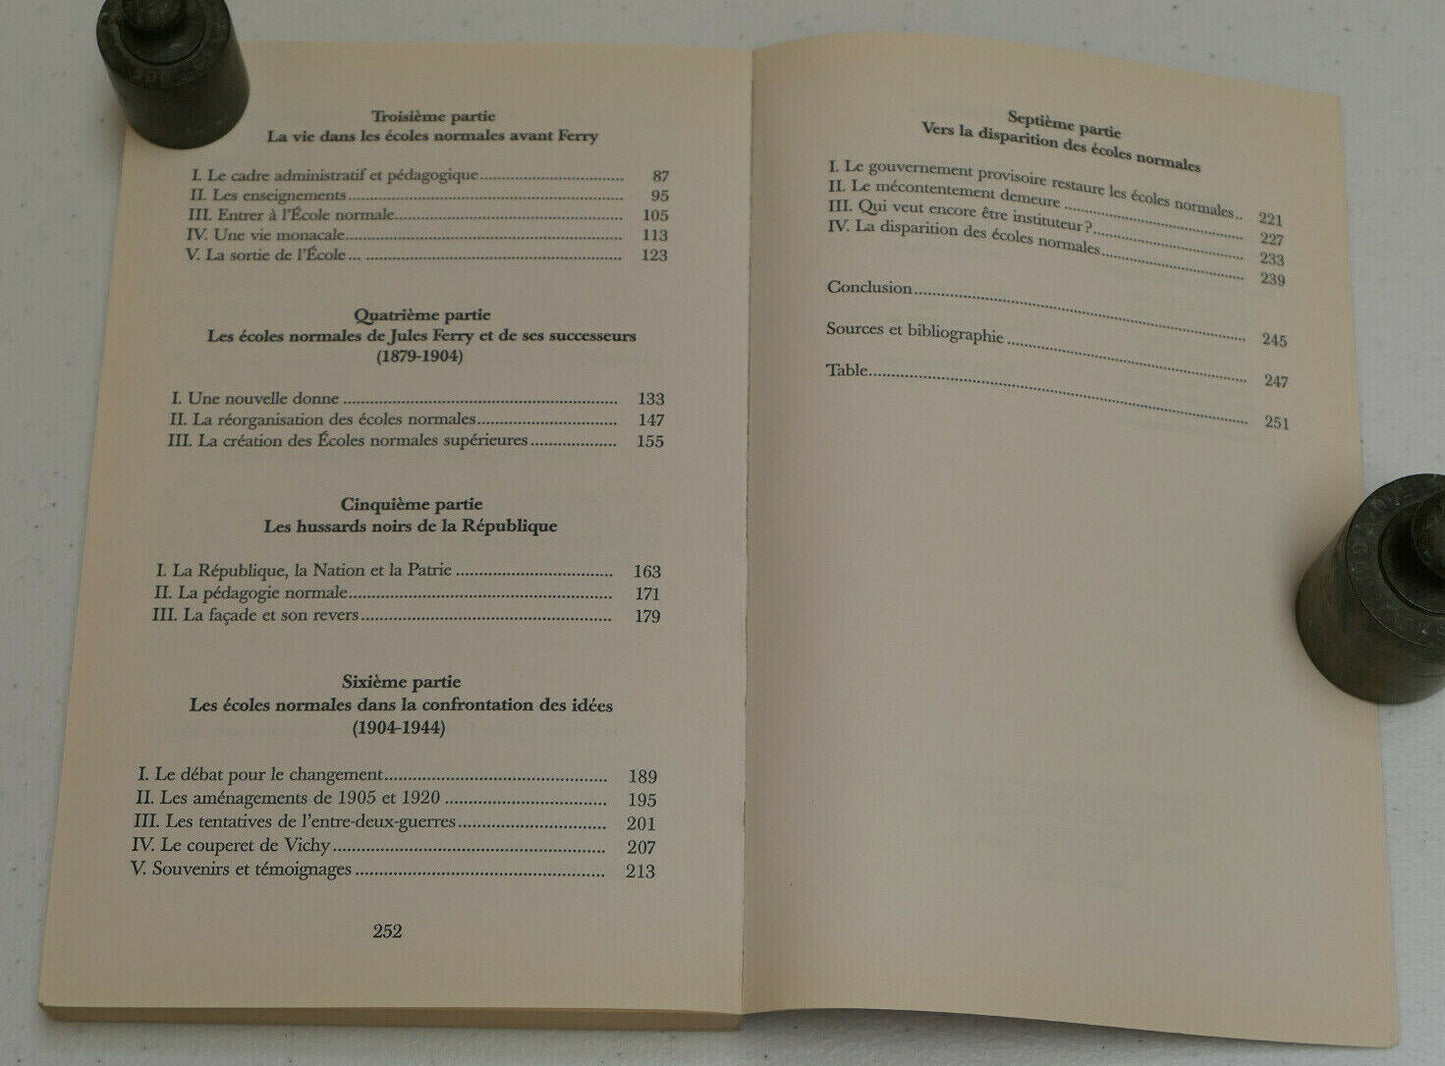 Troisième partie
La vie dans les écoles normales avant Ferry
I. Le cadre administratif et pédagogique................................ 87
II. Les enseignements.............................................................. 95
III. Entrer à l'École normale................................................... 105
IV. Une vie monacale.............................................................. 113
V. La sortie de l'École ... ......................................................... 123
Quatrième partie
Les écoles normales de Jules Ferry et de ses successeurs
(1879-1904)
I. Une nouvelle donne ............................................................ 133
II. La réorganisation des écoles normales............................... 147
III. La création des Écoles normales supérieures ................... 155
Cinquième partie
Les hussards noirs de la République
I. La République, la Nation et la Patrie .................................. 163
II. La pédagogie normale......................................................... 171
III. La façade et son revers ...................................................... 179
Sixième partie
Les écoles normales dans la confrontation des idées
(1904-1944)
I. Le débat pour le changement............................................... 189
II. Les aménagements de 1905 et 1920 ................................... 195
III. Les tentatives de l'entre-deux-guerres................................ 201
IV. Le couperet de Vichy ......................................................... 207
V. Souvenirs et témoignages .................................................... 213
252
Septième partie
Vers la disparition des écoles normales
I. Le gouvernement provisoire restaure les écoles normales.. 221
II. Le mécontentement demeure ............................................ 227
III. Qui veut encore être instituteur ?..................................... 233
IV. La disparition des écoles normales................................... 239
Conclusion............................................................................. 245
Sources et bibliographie ........................................................ 247
Table...................................................................................... 251